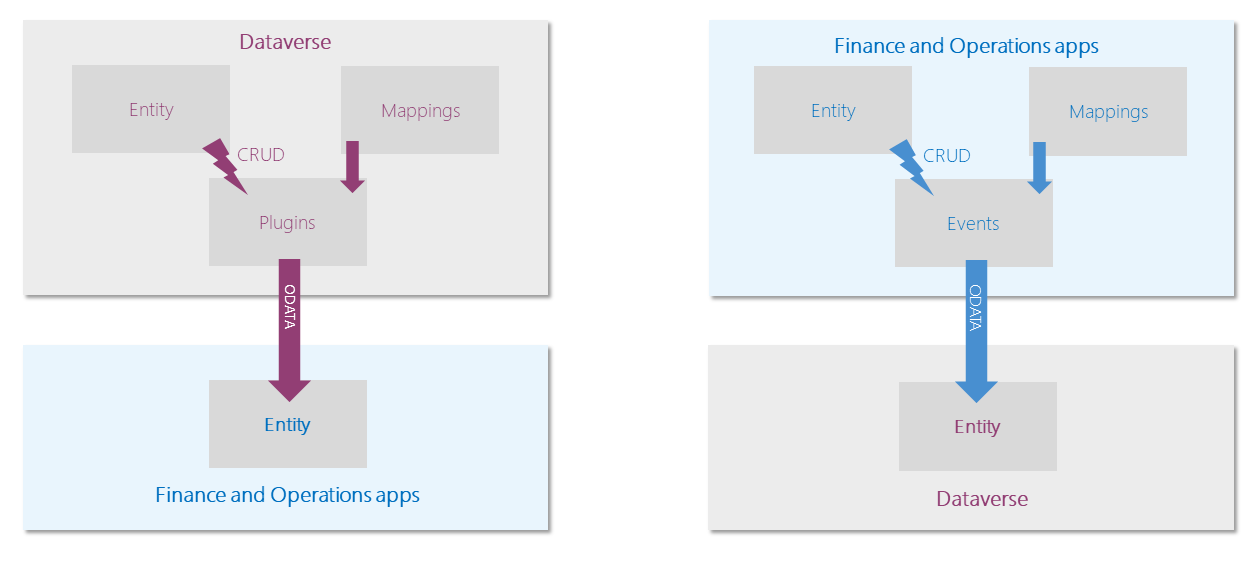 Dataverse
Entity
Mappings
CRUD
Plugins
ODATA
Entity
Finance and Operations apps
Finance and Operations apps
Entity
Mappings
CRUD
Events
ODATA
Entity
Dataverse